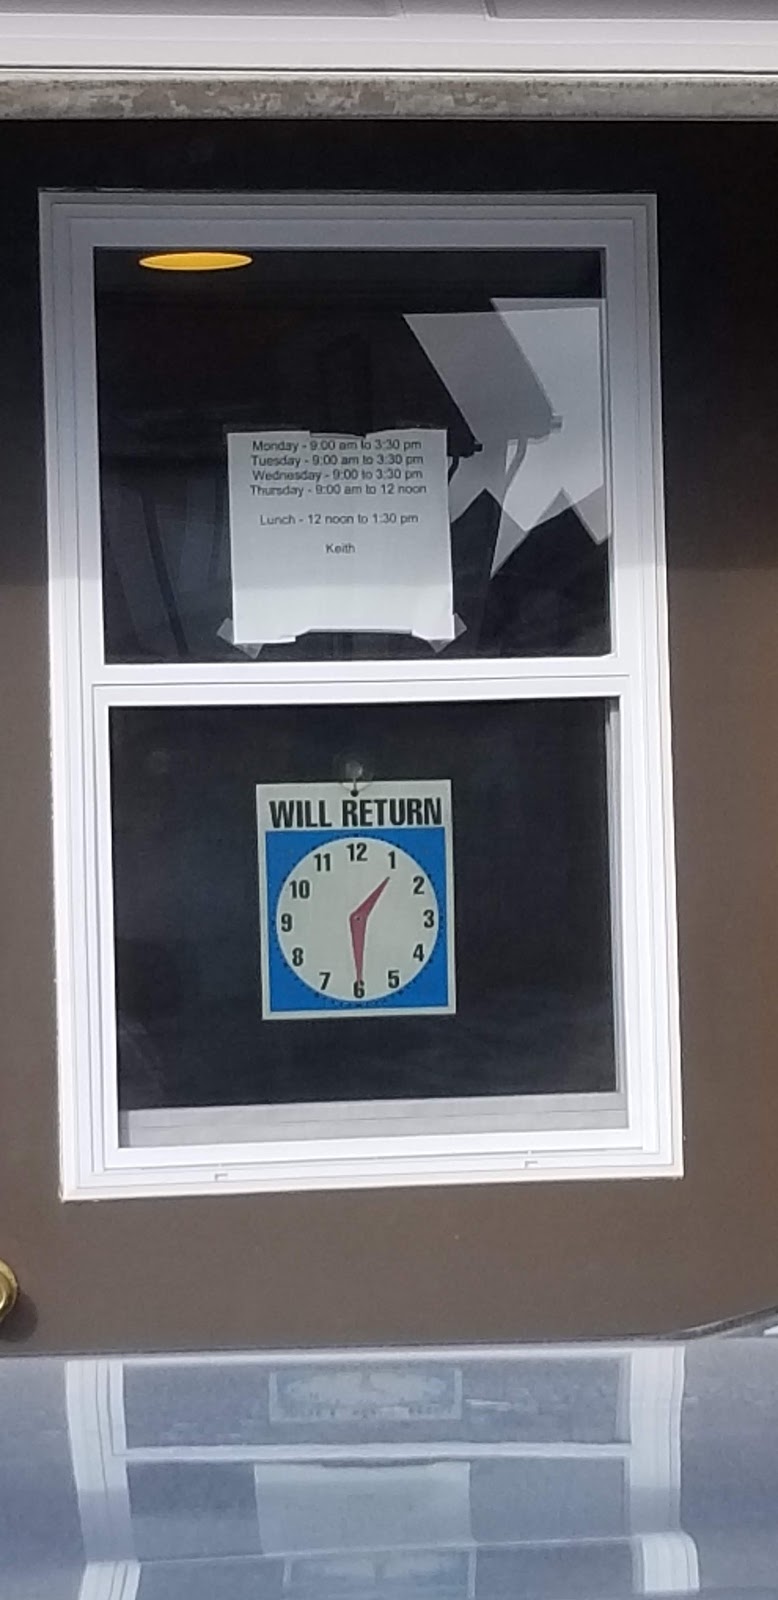 Monday - 9:00 am to 3:30 pm
Tuesday - 9:00 am to 3:30 pm
Wednesday - 9:00 to 3:30 pm
Thursday - 9:00 am to 12 noon
Lunch - 12 noon to 1:30 pm
Keith
WILL RETURN
12
11 1
10 2
9 3
8 4
7 5
6